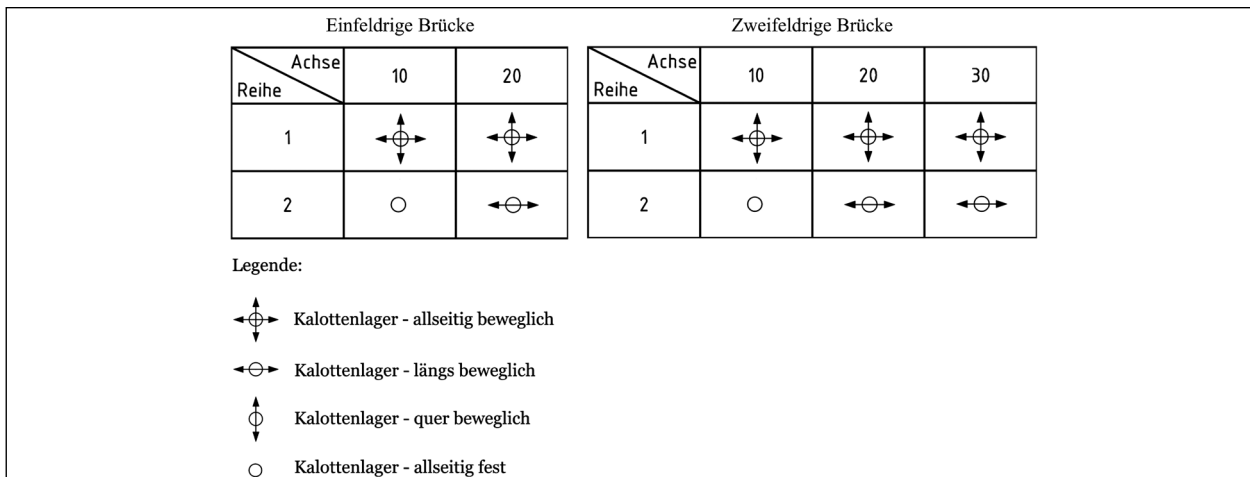 Einfeldrige Brücke
Achse
Reihe
10
20
1
2
Zweifeldrige Brücke
Achse
Reihe
10
20
30
1
2
Legende:
Kalottenlager - allseitig beweglich
Kalottenlager - längs beweglich
Kalottenlager - quer beweglich
Kalottenlager - allseitig fest